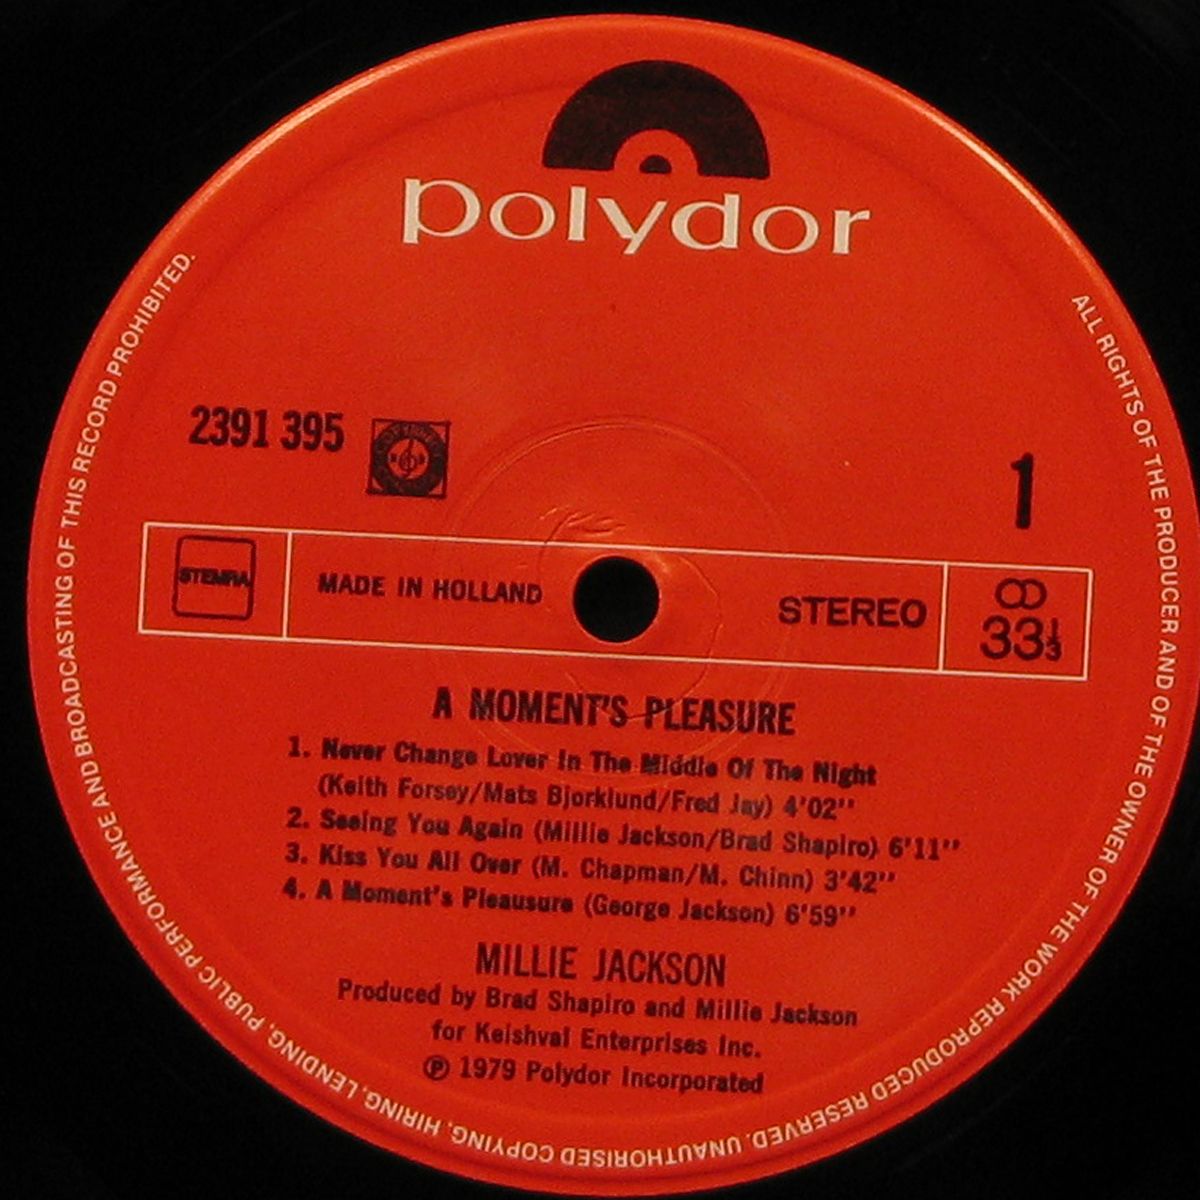 polydor
2391 395
1
STEMRA
MADE IN HOLLAND
STEREO
33⅓
A MOMENT'S PLEASURE
1. Never Change Lover In The Middle Of The Night
(Keith Forsey/Mats Bjorklund/Fred Jay) 4'02''
2. Seeing You Again (Millie Jackson/Brad Shapiro) 6'11''
3. Kiss You All Over (M. Chapman/M. Chinn) 3'42''
4. A Moment's Pleausure (George Jackson) 6'59''
MILLIE JACKSON
Produced by Brad Shapiro and Millie Jackson
for Keishval Enterprises Inc.
℗ 1979 Polydor Incorporated
ALL RIGHTS OF THE PRODUCER AND OF THE OWNER OF THE WORK REPRODUCED RESERVED. UNAUTHORISED COPYING, HIRING, LENDING, PUBLIC PERFORMANCE AND BROADCASTING OF THIS RECORD PROHIBITED.